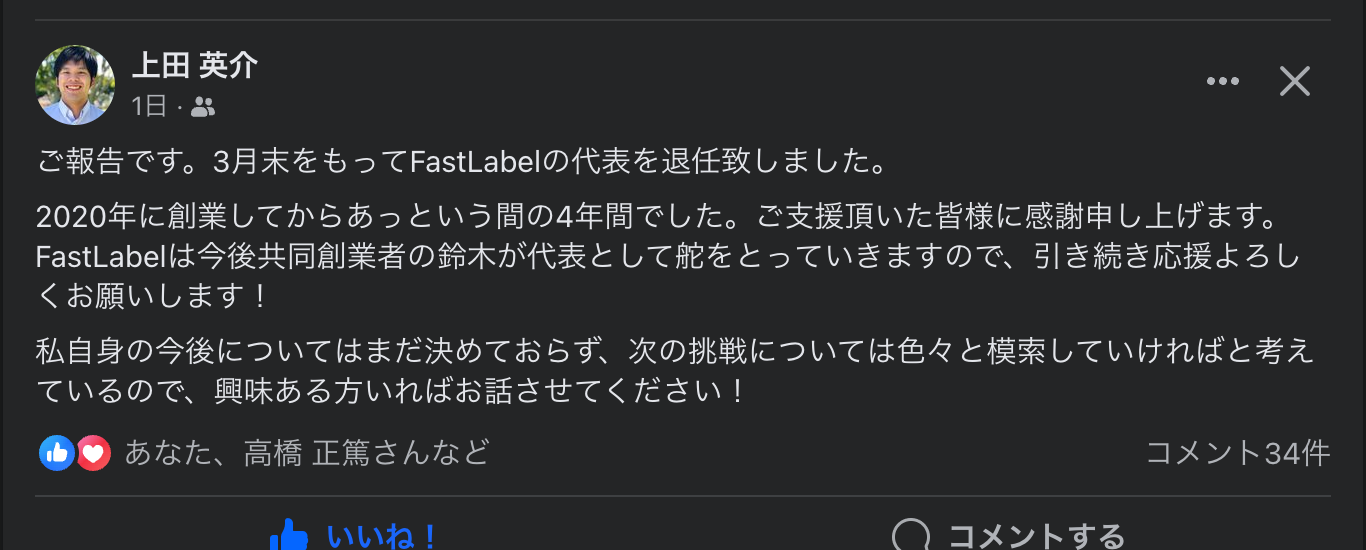 上田 英介
1日 ·
ご報告です。3月末をもってFastLabelの代表を退任致しました。
2020年に創業してからあっという間の4年間でした。ご支援頂いた皆様に感謝申し上げます。
FastLabelは今後共同創業者の鈴木が代表として舵をとっていきますので、引き続き応援よろし
くお願いします！
私自身の今後についてはまだ決めておらず、次の挑戦については色々と模索していければと考え
ているので、興味ある方いればお話させてください！
あなた、高橋 正篤さんなど
コメント34件
いいね！
コメントする